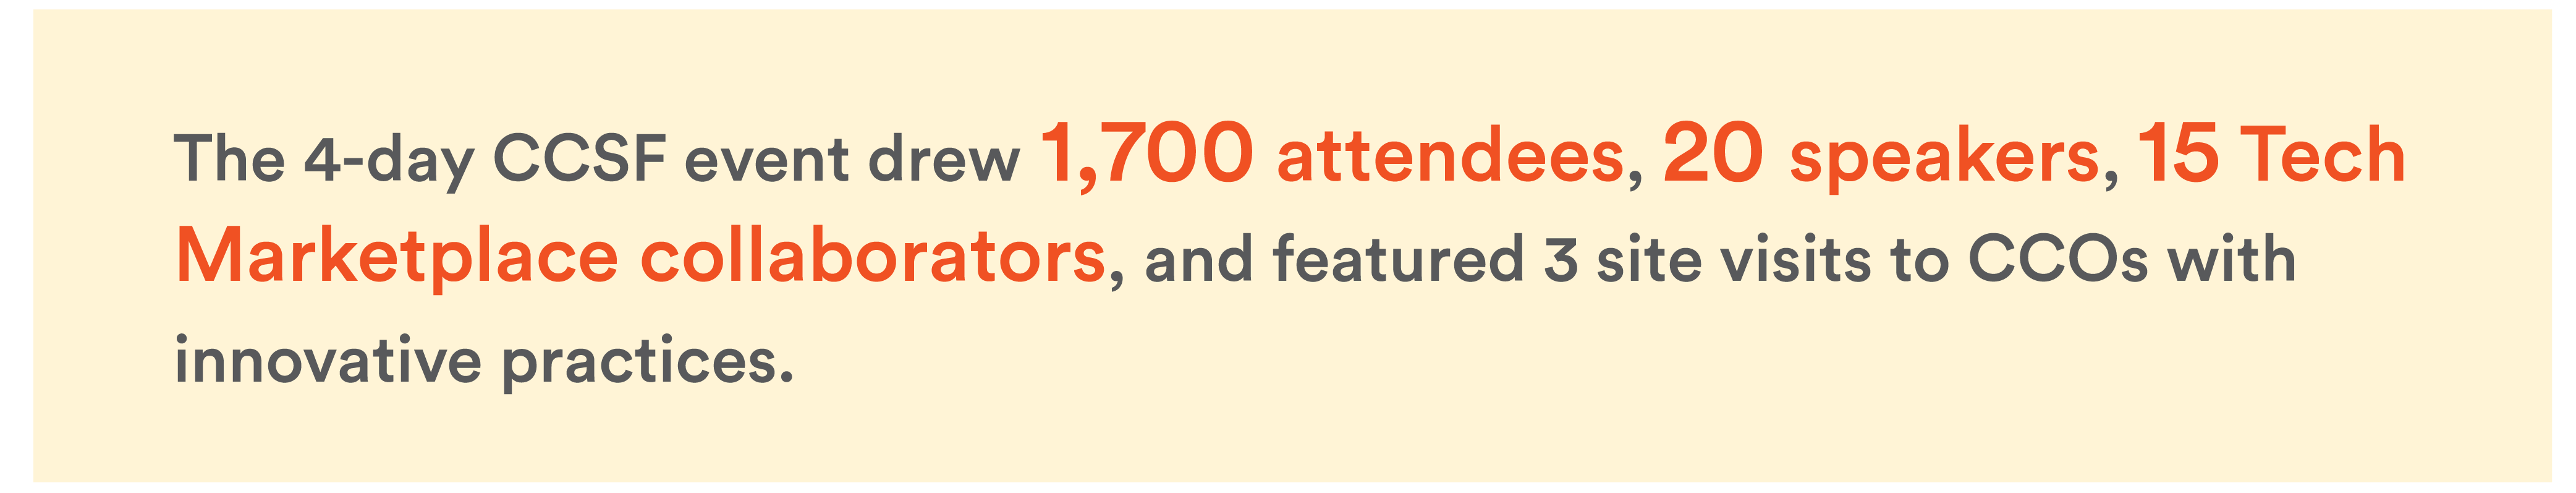 The 4-day CCSF event drew 1,700 attendees, 20 speakers, 15 Tech
Marketplace collaborators, and featured 3 site visits to CCOs with
innovative practices.